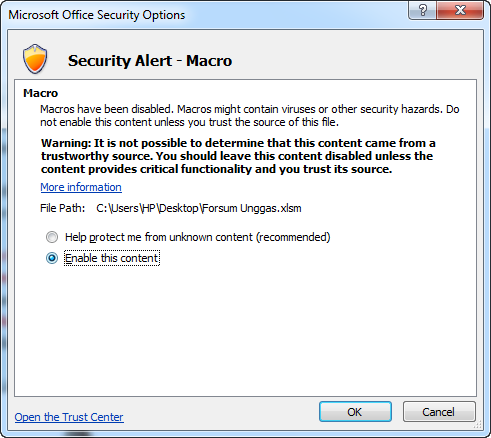 Microsoft Office Security Options
Security Alert - Macro
Macro
Macros have been disabled. Macros might contain viruses or other security hazards. Do
not enable this content unless you trust the source of this file.
Warning: It is not possible to determine that this content came from a
trustworthy source. You should leave this content disabled unless the
content provides critical functionality and you trust its source.
More information
File Path: C:\Users\HP\Desktop\Forsum Unggas.xlsm
Help protect me from unknown content (recommended)
Enable this content
Open the Trust Center
OK
Cancel